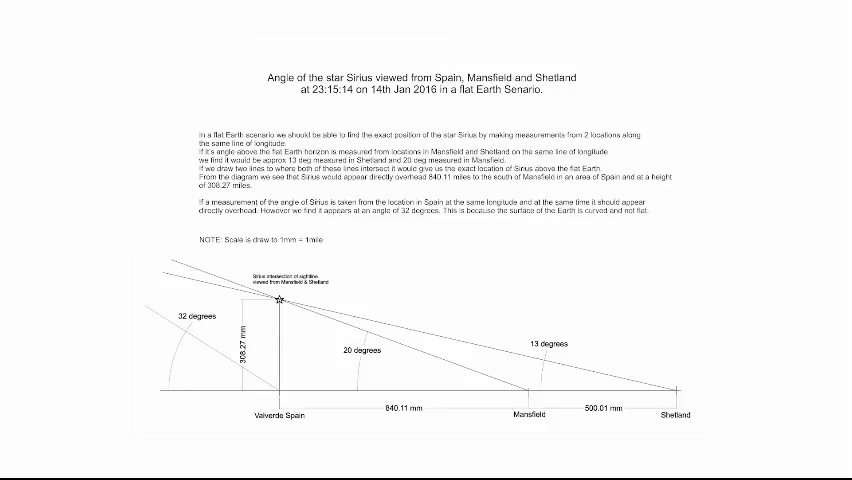 Angle of the star Sirius viewed from Spain, Mansfield and Shetland
at 23:15:14 on 14th Jan 2016 in a flat Earth Senario.
In a flat Earth scenario we should be able to find the exact position of the star Sirius by making measurements from 2 locations along
the same line of longitude.
If it's angle above the flat Earth horizon is measured from locations in Mansfield and Shetland on the same line of longitude
we find it would be approx 13 deg measured in Shetland and 20 deg measured in Mansfield.
If we draw two lines to where both of these lines intersect it would give us the exact location of Sirius above the flat Earth.
From the diagram we see that Sirius would appear directly overhead 840.11 miles to the south of Mansfield in an area of Spain and at a height
of 308.27 miles.
If a measurement of the angle of Sirius is taken from the location in Spain at the same longitude and at the same time it should appear
directly overhead. However we find it appears at an angle of 32 degrees. This is because the surface of the Earth is curved and not flat.
NOTE: Scale is draw to 1mm = 1mile
Sirius intersection of sightline
viewed from Mansfield & Shetland
32 degrees
308.27 mm
20 degrees
13 degrees
840.11 mm
500.01 mm
Valverde Spain
Mansfield
Shetland